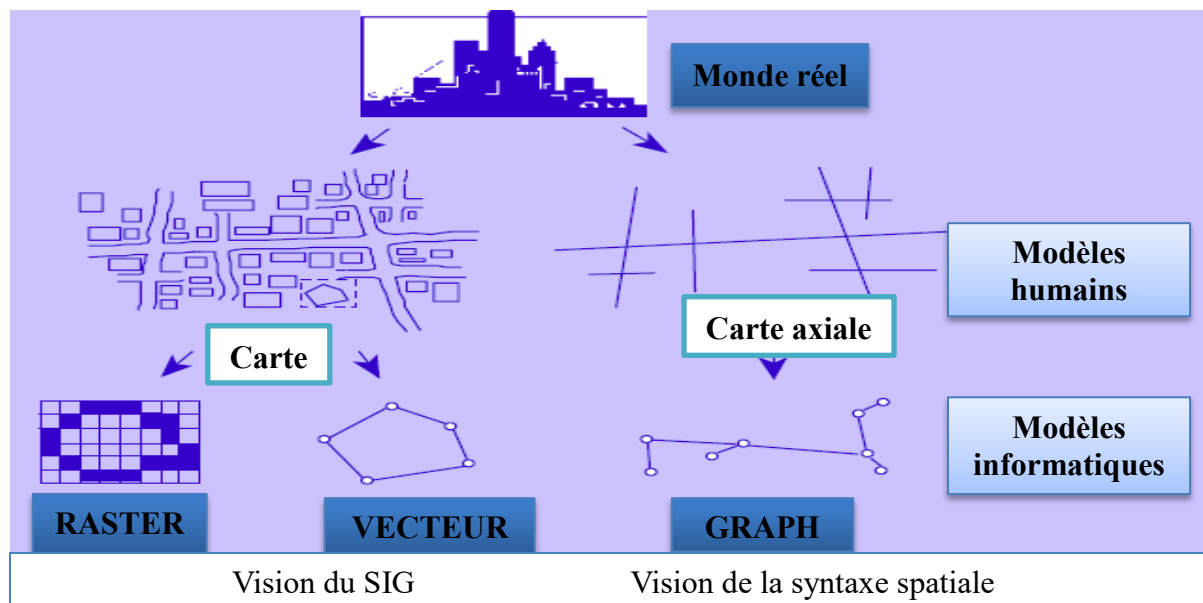 Monde réel
Modèles
humains
Carte
Carte axiale
Modèles
informatiques
RASTER
VECTEUR
GRAPH
Vision du SIG
Vision de la syntaxe spatiale